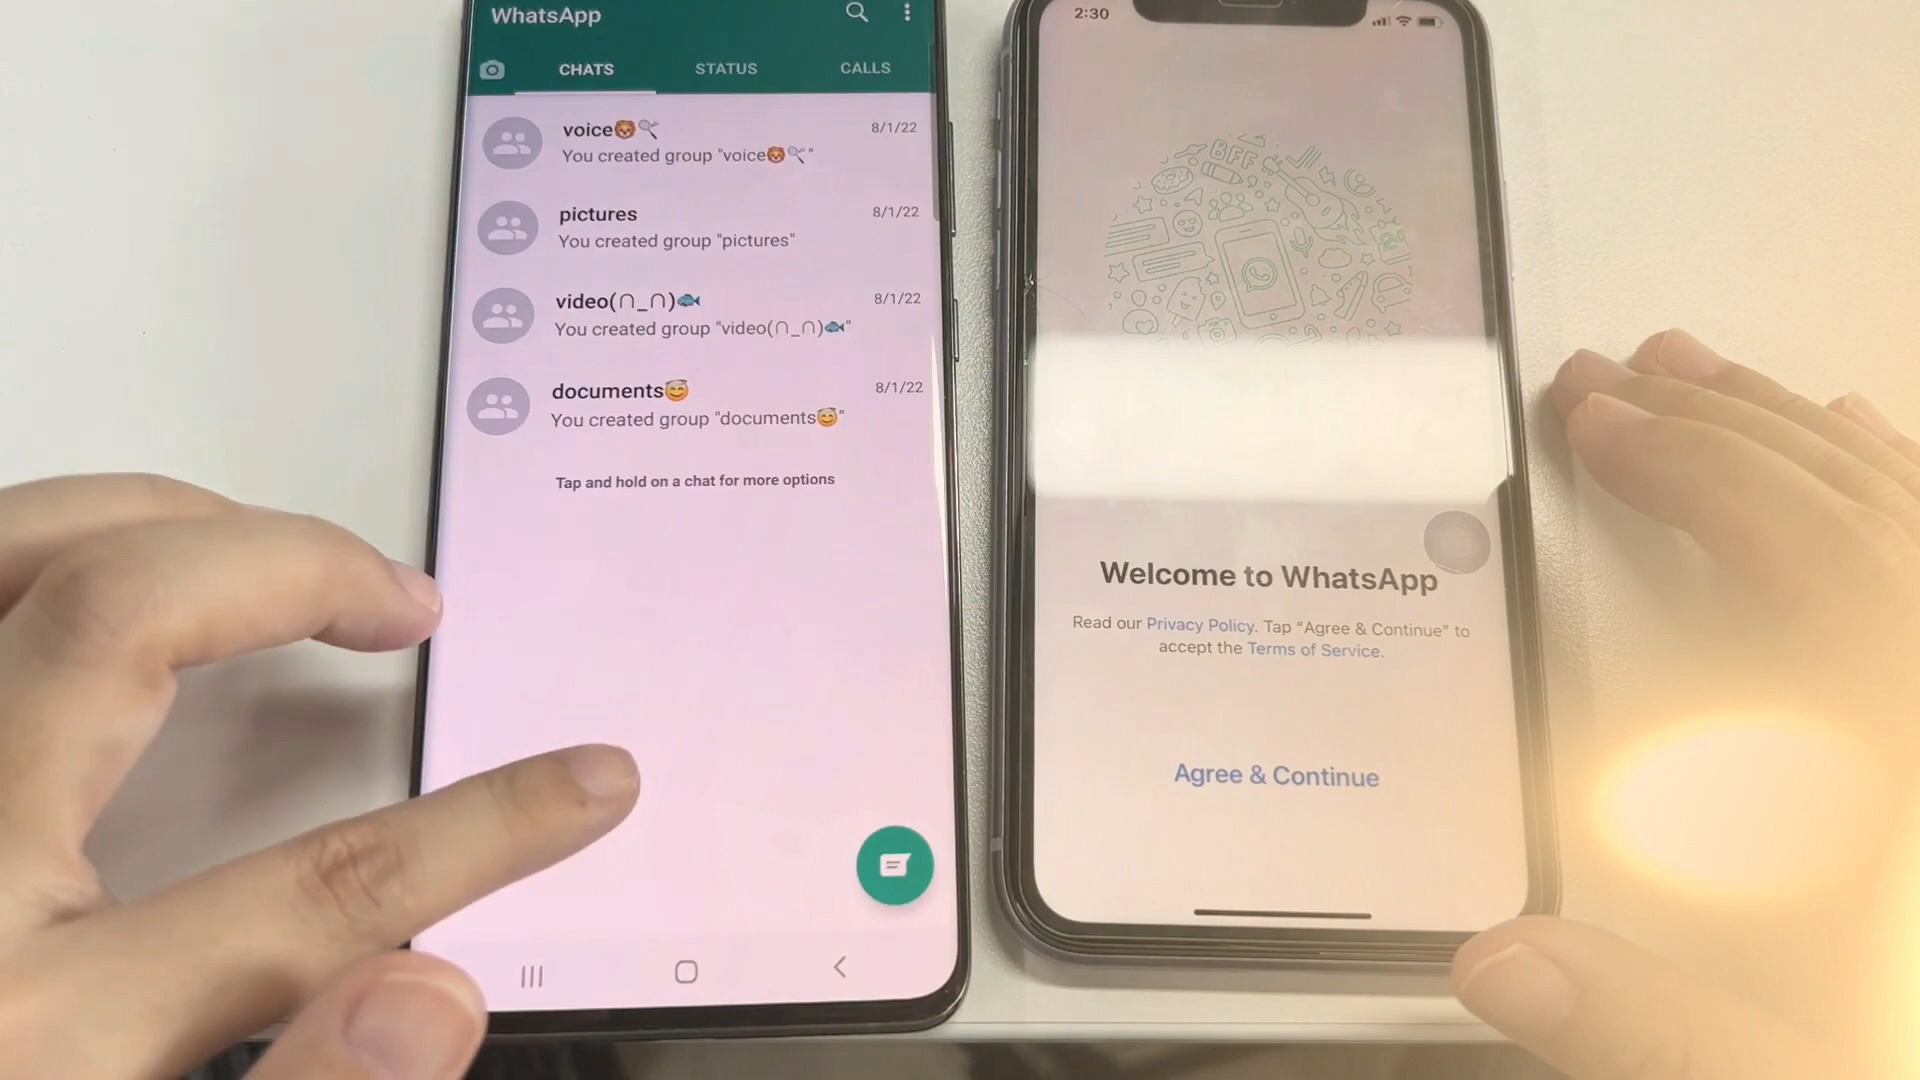 WhatsApp
CHATS STATUS CALLS
voice🦁🥍 8/1/22
You created group "voice🦁🥍"
pictures 8/1/22
You created group "pictures"
video(∩_∩)🐟 8/1/22
You created group "video(∩_∩)🐟"
documents😇 8/1/22
You created group "documents😇"
Tap and hold on a chat for more options
2:30
BFF
Welcome to WhatsApp
Read our Privacy Policy. Tap “Agree & Continue” to
accept the Terms of Service.
Agree & Continue